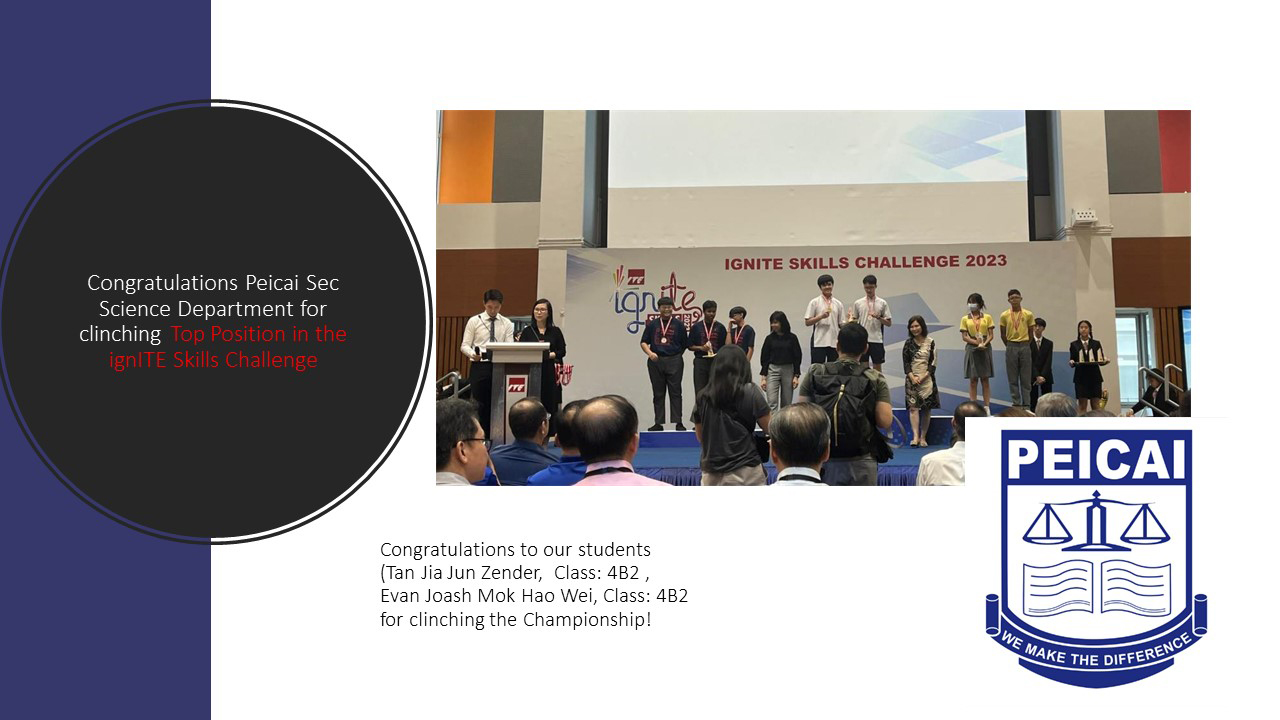 Congratulations Peicai Sec
Science Department for
clinching Top Position in the
ignITE Skills Challenge
IGNITE SKILLS CHALLENGE 2023
ITE
ignite
ITE
Congratulations to our students
(Tan Jia Jun Zender, Class: 4B2 ,
Evan Joash Mok Hao Wei, Class: 4B2
for clinching the Championship!
PEICAI
WE MAKE THE DIFFERENCE